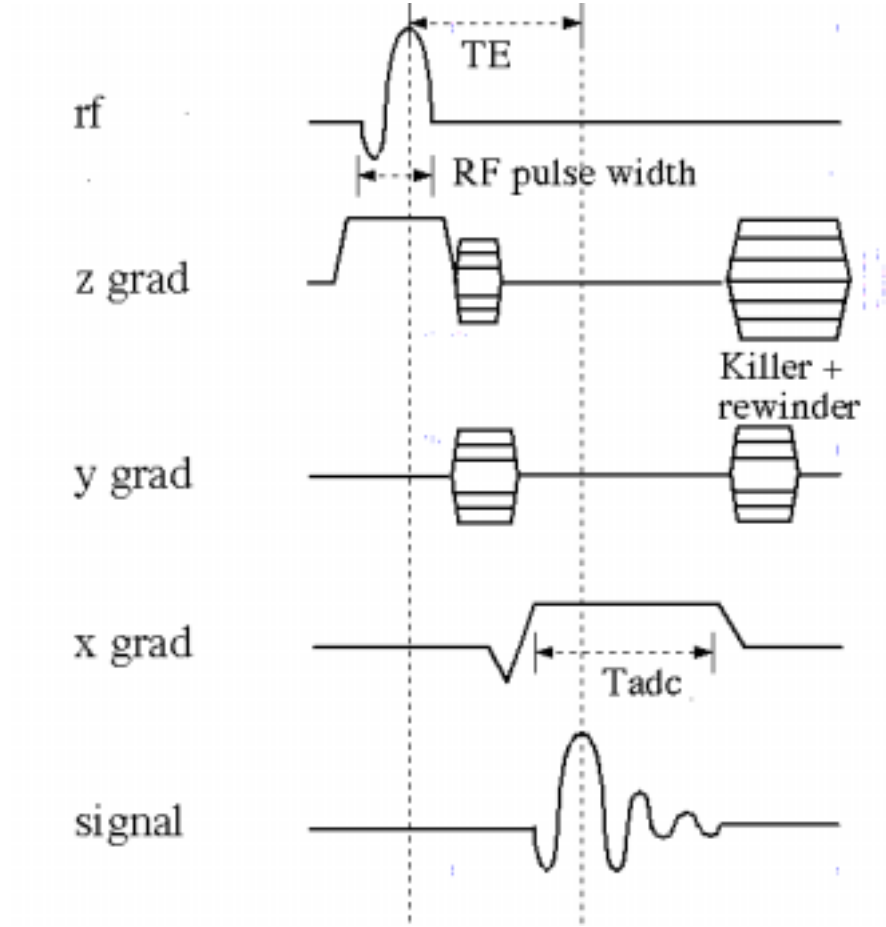 TE
rf
RF pulse width
z grad
Killer +
rewinder
y grad
x grad
Tadc
signal